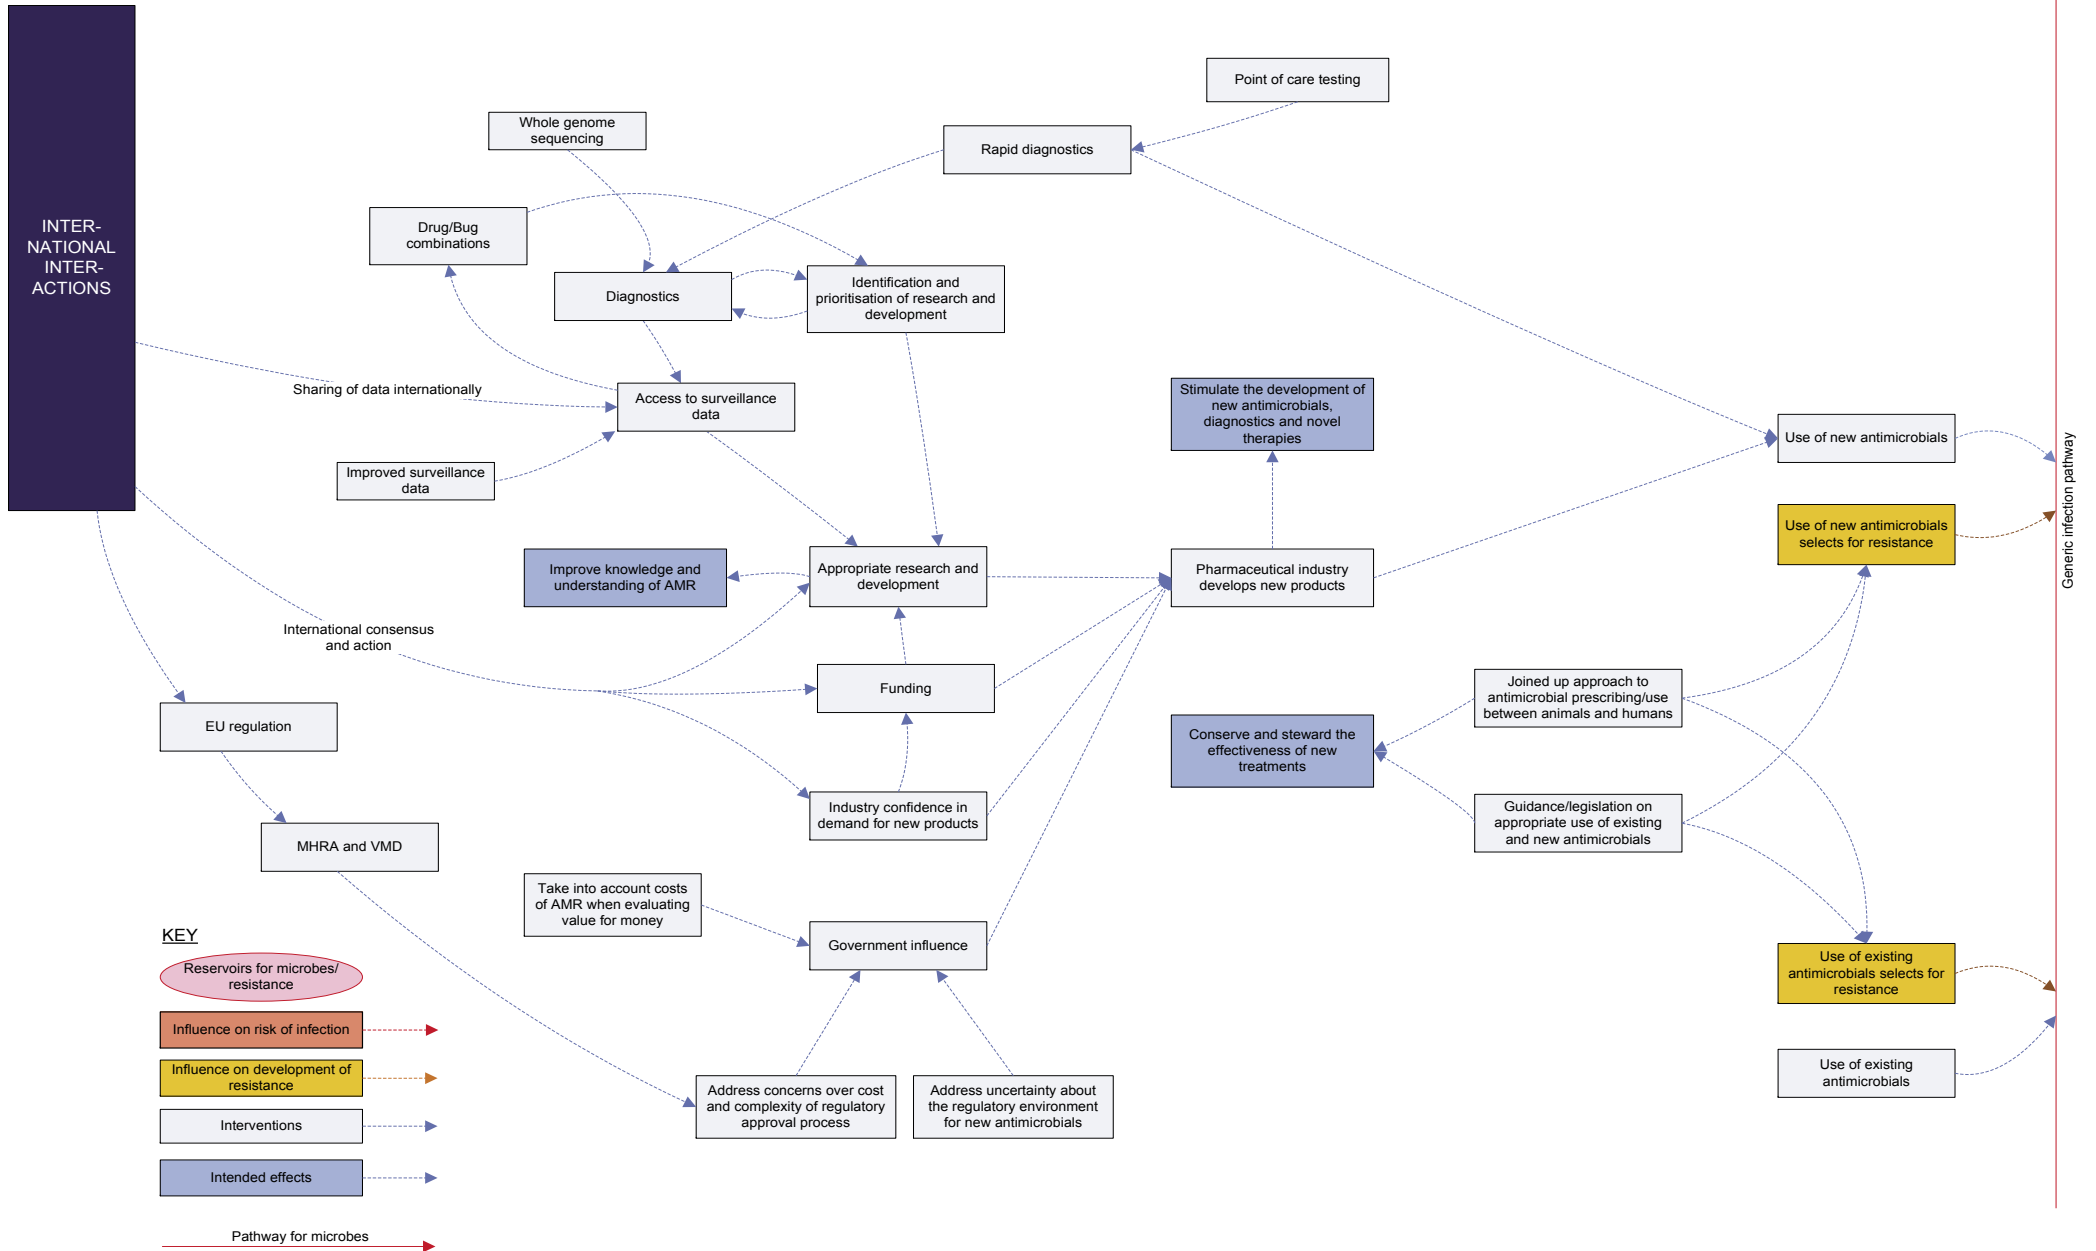 INTER-
NATIONAL
INTER-
ACTIONS
Point of care testing
Whole genome
sequencing
Rapid diagnostics
Drug/Bug
combinations
Diagnostics
Identification and
prioritisation of research and
development
Sharing of data internationally
Access to surveillance
data
Improved surveillance
data
Stimulate the development of
new antimicrobials,
diagnostics and novel
therapies
Use of new antimicrobials
Use of new antimicrobials
selects for resistance
Generic infection pathway
Improve knowledge and
understanding of AMR
Appropriate research and
development
Pharmaceutical industry
develops new products
International consensus
and action
Funding
Joined up approach to
antimicrobial prescribing/use
between animals and humans
EU regulation
Conserve and steward the
effectiveness of new
treatments
Industry confidence in
demand for new products
Guidance/legislation on
appropriate use of existing
and new antimicrobials
MHRA and VMD
Take into account costs
of AMR when evaluating
value for money
Government influence
Use of existing
antimicrobials selects for
resistance
Use of existing
antimicrobials
Address concerns over cost
and complexity of regulatory
approval process
Address uncertainty about
the regulatory environment
for new antimicrobials
KEY
Reservoirs for microbes/
resistance
Influence on risk of infection
Influence on development of
resistance
Interventions
Intended effects
Pathway for microbes